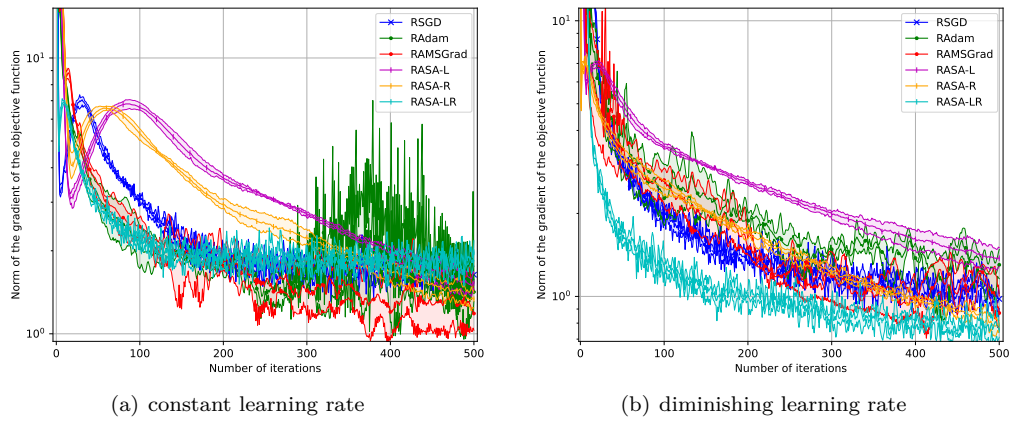 Norm of the gradient of the objective function
10¹
10⁰
0
100
200
300
400
500
Number of iterations
RSGD
RAdam
RAMSGrad
RASA-L
RASA-R
RASA-LR
(a) constant learning rate
Norm of the gradient of the objective function
10¹
10⁰
0
100
200
300
400
500
Number of iterations
RSGD
RAdam
RAMSGrad
RASA-L
RASA-R
RASA-LR
(b) diminishing learning rate